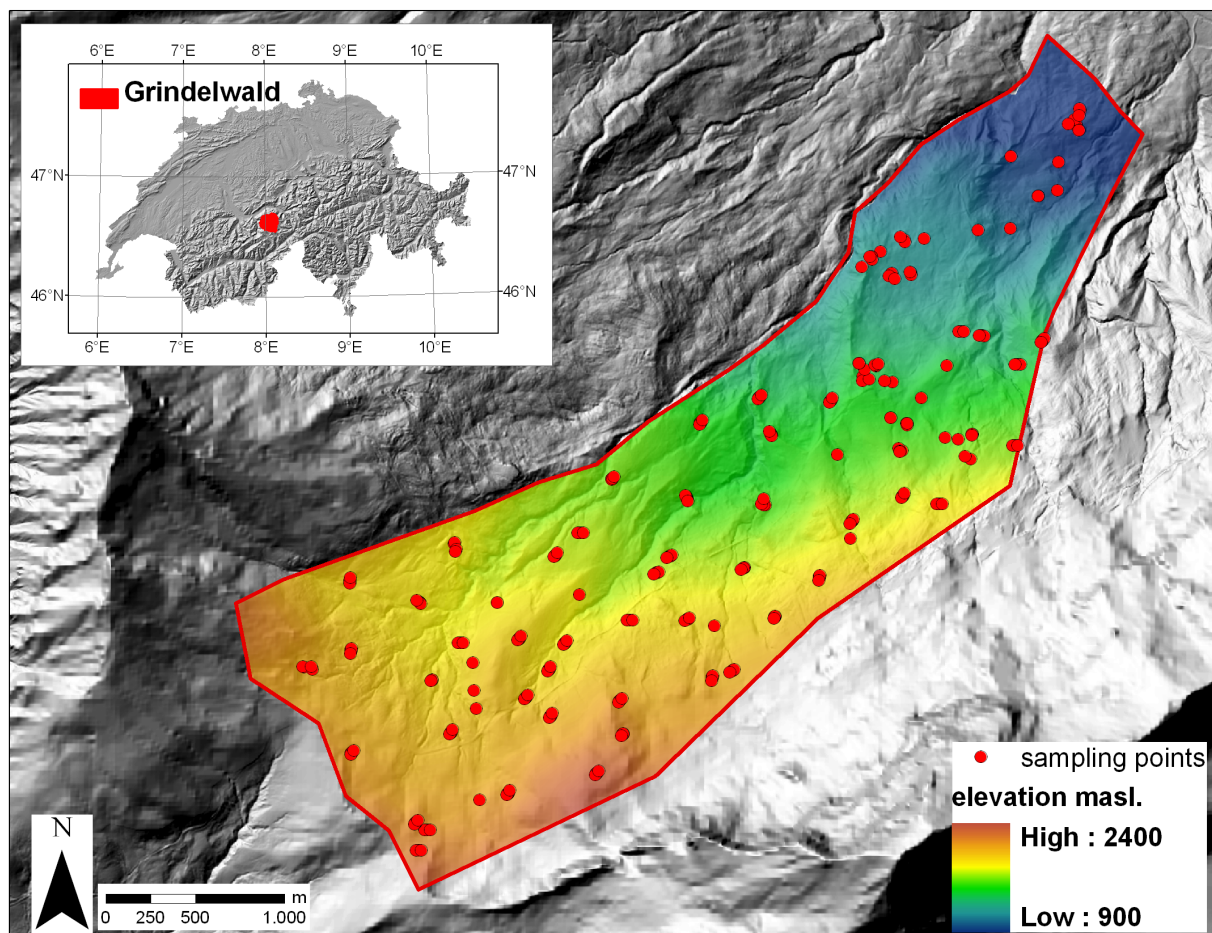 6°E 7°E 8°E 9°E 10°E
Grindelwald
47°N 47°N
46°N 46°N
6°E 7°E 8°E 9°E 10°E
sampling points
elevation masl.
High : 2400
Low : 900
N
m
0 250 500 1.000